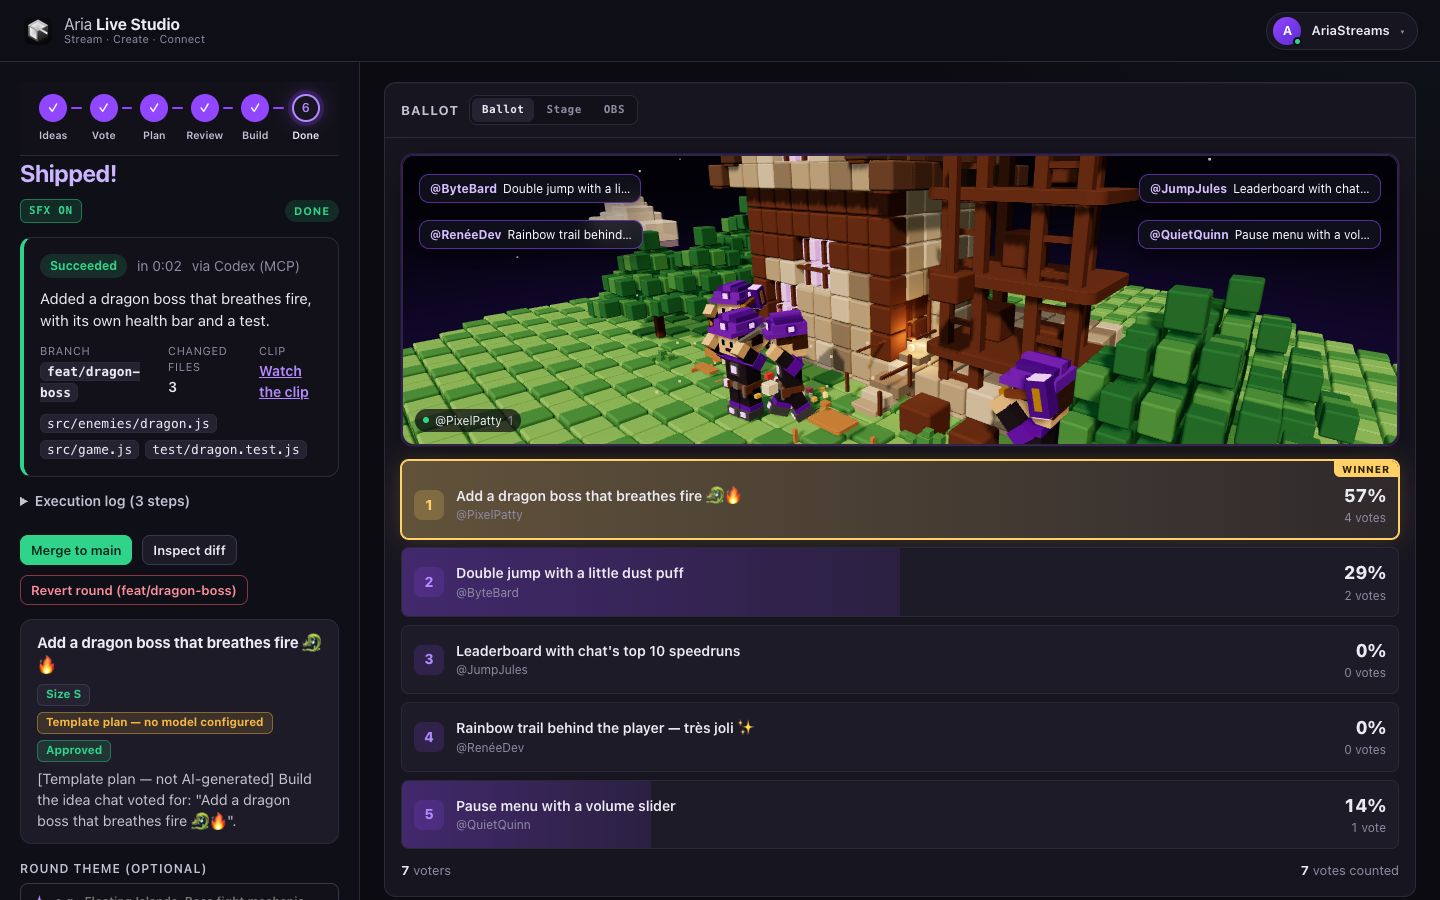 Aria Live Studio
Stream · Create · Connect
A AriaStreams
6
Ideas Vote Plan Review Build Done
Shipped!
SFX ON DONE
Succeeded in 0:02 via Codex (MCP)
Added a dragon boss that breathes fire,
with its own health bar and a test.
BRANCH
feat/dragon-
boss
CHANGED
FILES
3
CLIP
Watch
the clip
src/enemies/dragon.js
src/game.js test/dragon.test.js
▶ Execution log (3 steps)
Merge to main Inspect diff
Revert round (feat/dragon-boss)
Add a dragon boss that breathes fire 🐲
🔥
Size S
Template plan — no model configured
Approved
[Template plan — not AI-generated] Build
the idea chat voted for: "Add a dragon
boss that breathes fire 🐲🔥".
ROUND THEME (OPTIONAL)
BALLOT Ballot Stage OBS
@ByteBard Double jump with a li...
@JumpJules Leaderboard with chat...
@RenéeDev Rainbow trail behind...
@QuietQuinn Pause menu with a vol...
@PixelPatty 1
WINNER
1 Add a dragon boss that breathes fire 🐲🔥 57%
@PixelPatty 4 votes
2 Double jump with a little dust puff 29%
@ByteBard 2 votes
3 Leaderboard with chat's top 10 speedruns 0%
@JumpJules 0 votes
4 Rainbow trail behind the player — très joli ✨ 0%
@RenéeDev 0 votes
5 Pause menu with a volume slider 14%
@QuietQuinn 1 vote
7 voters 7 votes counted